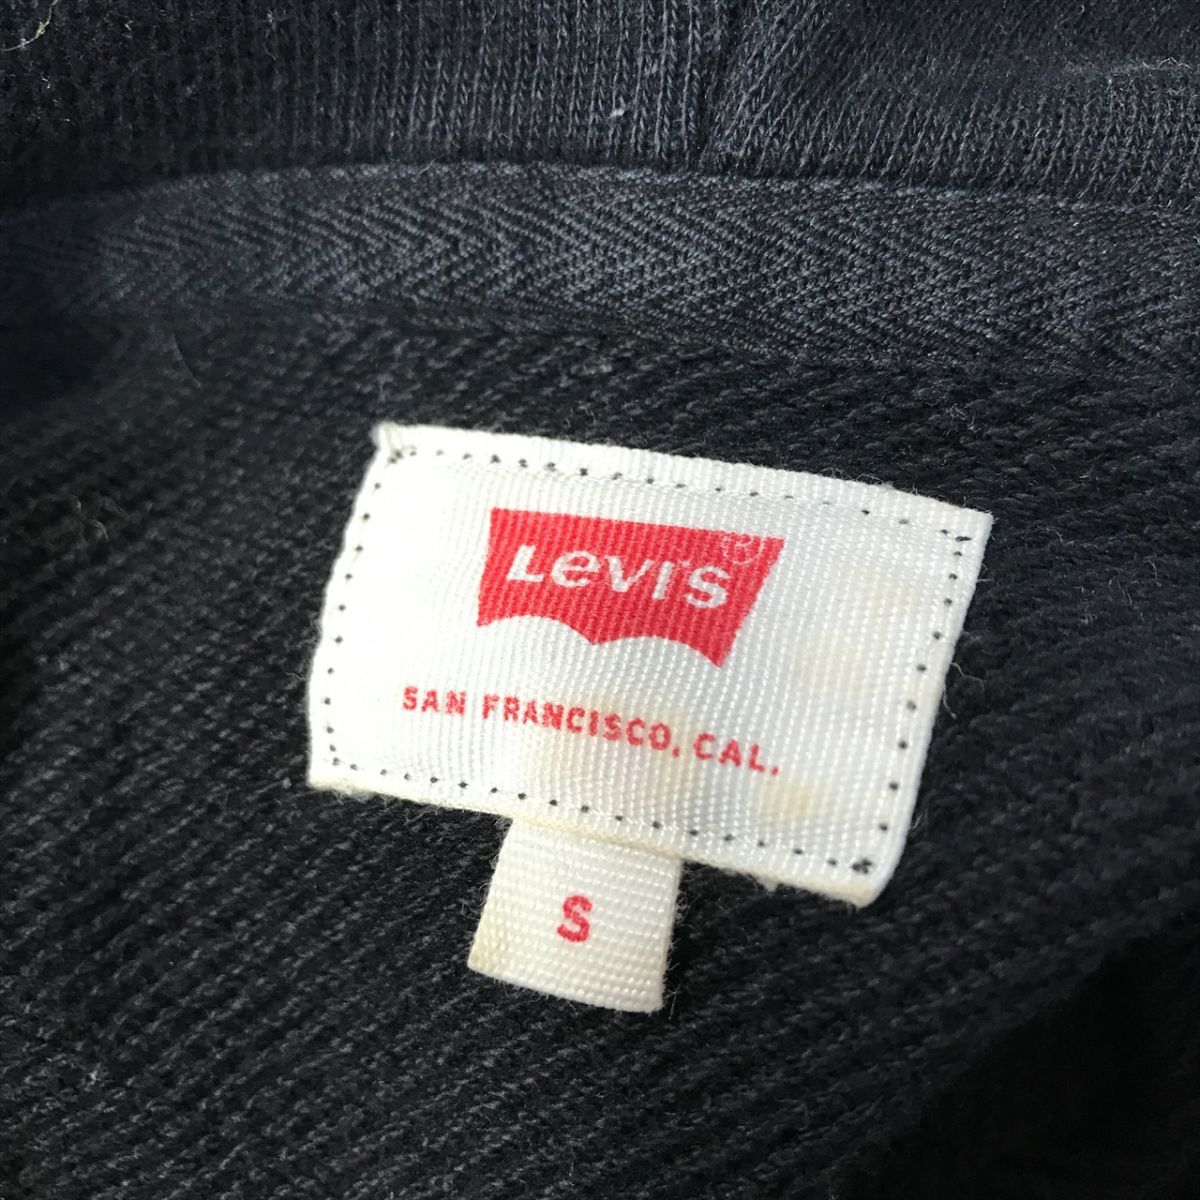 Levi's®
SAN FRANCISCO, CAL.
S